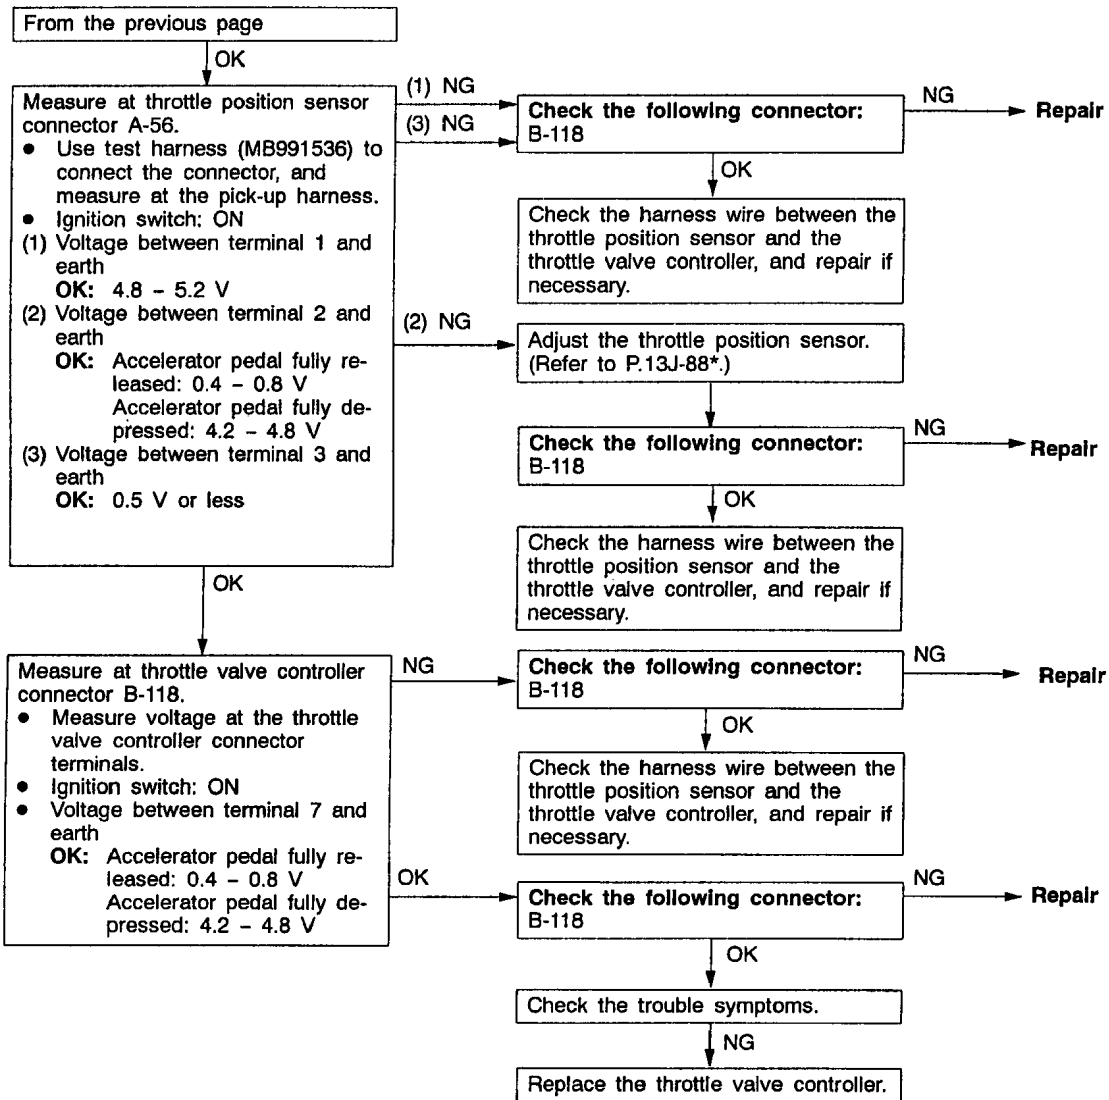 From the previous page
OK
Measure at throttle position sensor
connector A-56.
● Use test harness (MB991536) to
connect the connector, and
measure at the pick-up harness.
● Ignition switch: ON
(1) Voltage between terminal 1 and
earth
OK: 4.8 – 5.2 V
(2) Voltage between terminal 2 and
earth
OK: Accelerator pedal fully re-
leased: 0.4 – 0.8 V
Accelerator pedal fully de-
pressed: 4.2 – 4.8 V
(3) Voltage between terminal 3 and
earth
OK: 0.5 V or less
(1) NG
(3) NG
Check the following connector:
B-118
NG
Repair
OK
Check the harness wire between the
throttle position sensor and the
throttle valve controller, and repair if
necessary.
(2) NG
Adjust the throttle position sensor.
(Refer to P.13J-88*.)
Check the following connector:
B-118
NG
Repair
OK
Check the harness wire between the
throttle position sensor and the
throttle valve controller, and repair if
necessary.
OK
Measure at throttle valve controller
connector B-118.
● Measure voltage at the throttle
valve controller connector
terminals.
● Ignition switch: ON
● Voltage between terminal 7 and
earth
OK: Accelerator pedal fully re-
leased: 0.4 – 0.8 V
Accelerator pedal fully de-
pressed: 4.2 – 4.8 V
NG
Check the following connector:
B-118
NG
Repair
OK
Check the harness wire between the
throttle position sensor and the
throttle valve controller, and repair if
necessary.
OK
Check the following connector:
B-118
NG
Repair
OK
Check the trouble symptoms.
NG
Replace the throttle valve controller.